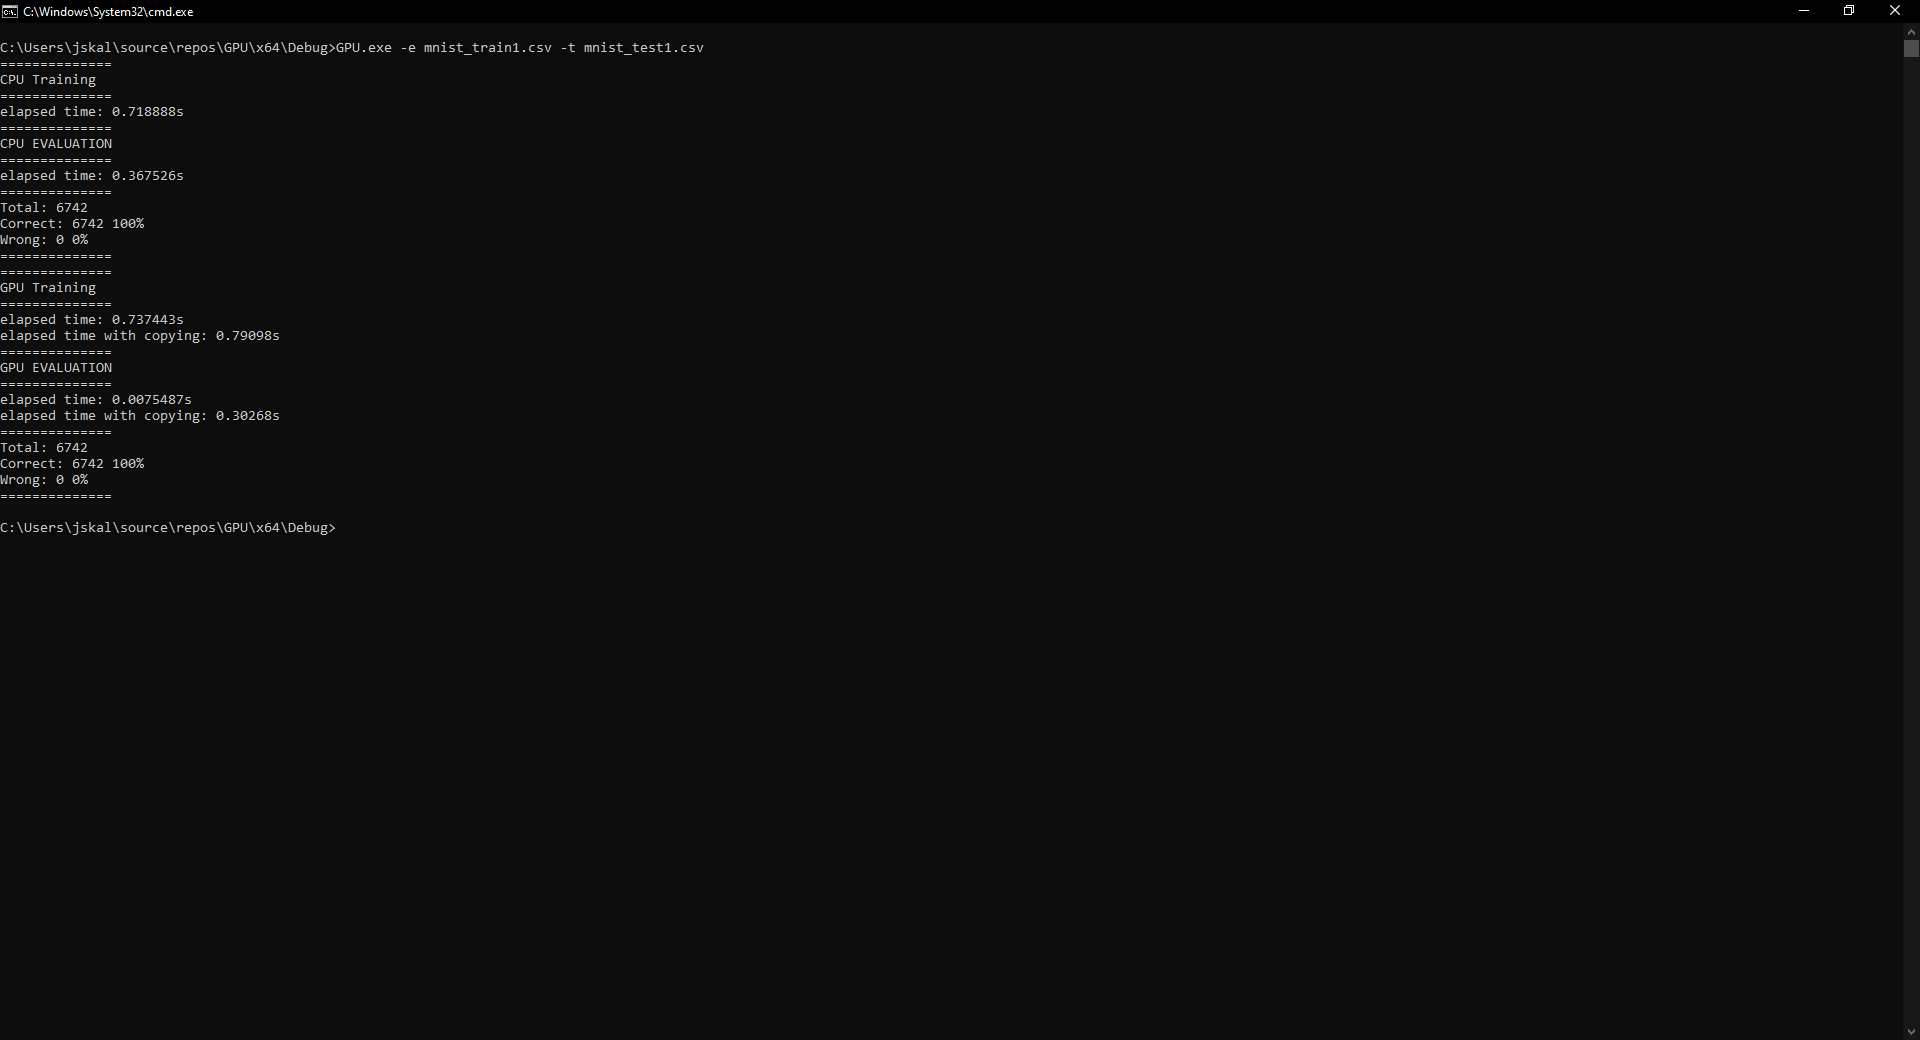 C:\Windows\System32\cmd.exe
C:\Users\jskal\source\repos\GPU\x64\Debug>GPU.exe -e mnist_train1.csv -t mnist_test1.csv
==============
CPU Training
==============
elapsed time: 0.718888s
==============
CPU EVALUATION
==============
elapsed time: 0.367526s
==============
Total: 6742
Correct: 6742 100%
Wrong: 0 0%
==============
==============
GPU Training
==============
elapsed time: 0.737443s
elapsed time with copying: 0.79098s
==============
GPU EVALUATION
==============
elapsed time: 0.0075487s
elapsed time with copying: 0.30268s
==============
Total: 6742
Correct: 6742 100%
Wrong: 0 0%
==============
C:\Users\jskal\source\repos\GPU\x64\Debug>